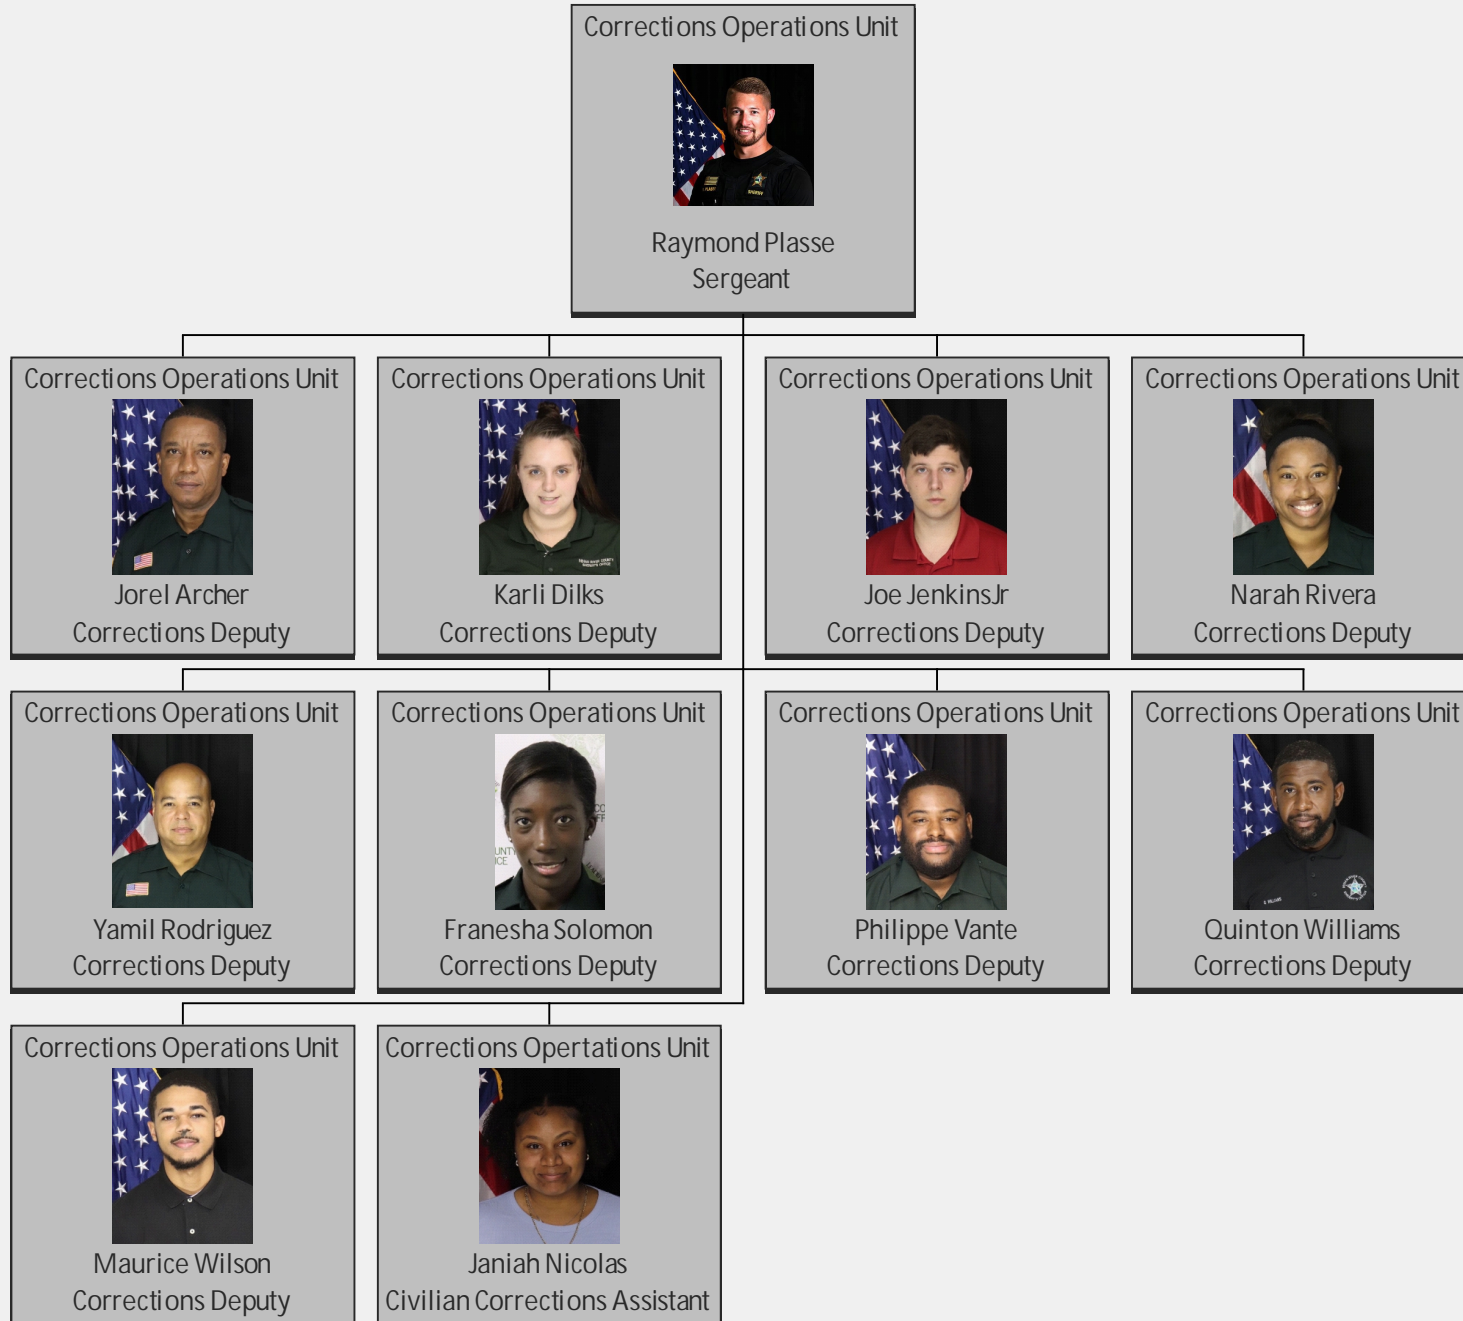 Corrections Operations Unit
SHERIFF
Raymond Plasse
Sergeant
Corrections Operations Unit
Corrections Operations Unit
Corrections Operations Unit
Corrections Operations Unit
Jorel Archer
Karli Dilks
Joe JenkinsJr
Narah Rivera
Corrections Deputy
Corrections Deputy
Corrections Deputy
Corrections Deputy
Corrections Operations Unit
Corrections Operations Unit
Corrections Operations Unit
Corrections Operations Unit
Yamil Rodriguez
Franesha Solomon
Philippe Vante
Quinton Williams
Corrections Deputy
Corrections Deputy
Corrections Deputy
Corrections Deputy
Corrections Operations Unit
Corrections Opertations Unit
Maurice Wilson
Janiah Nicolas
Corrections Deputy
Civilian Corrections Assistant